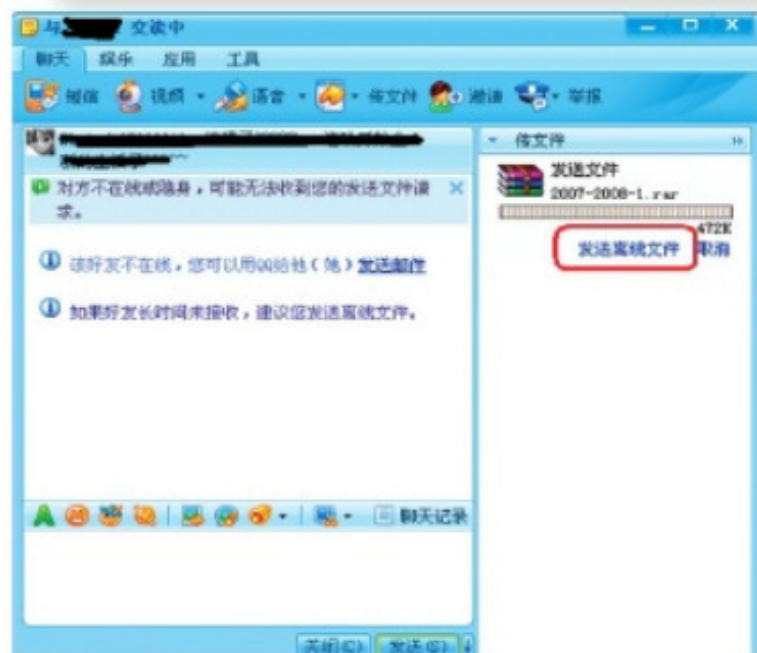 与 交谈中
聊天 娱乐 应用 工具
短信 视频 语音 传文件 邀请 举报
传文件
发送文件
2007-2008-1.rar
472K
发送离线文件 取消
对方不在线或隐身，可能无法收到您的发送文件请
求。
该好友不在线，您可以用QQ给他(她)发送邮件
如果好友长时间未接收，建议您发送离线文件。
聊天记录
关闭(C) 发送(S)